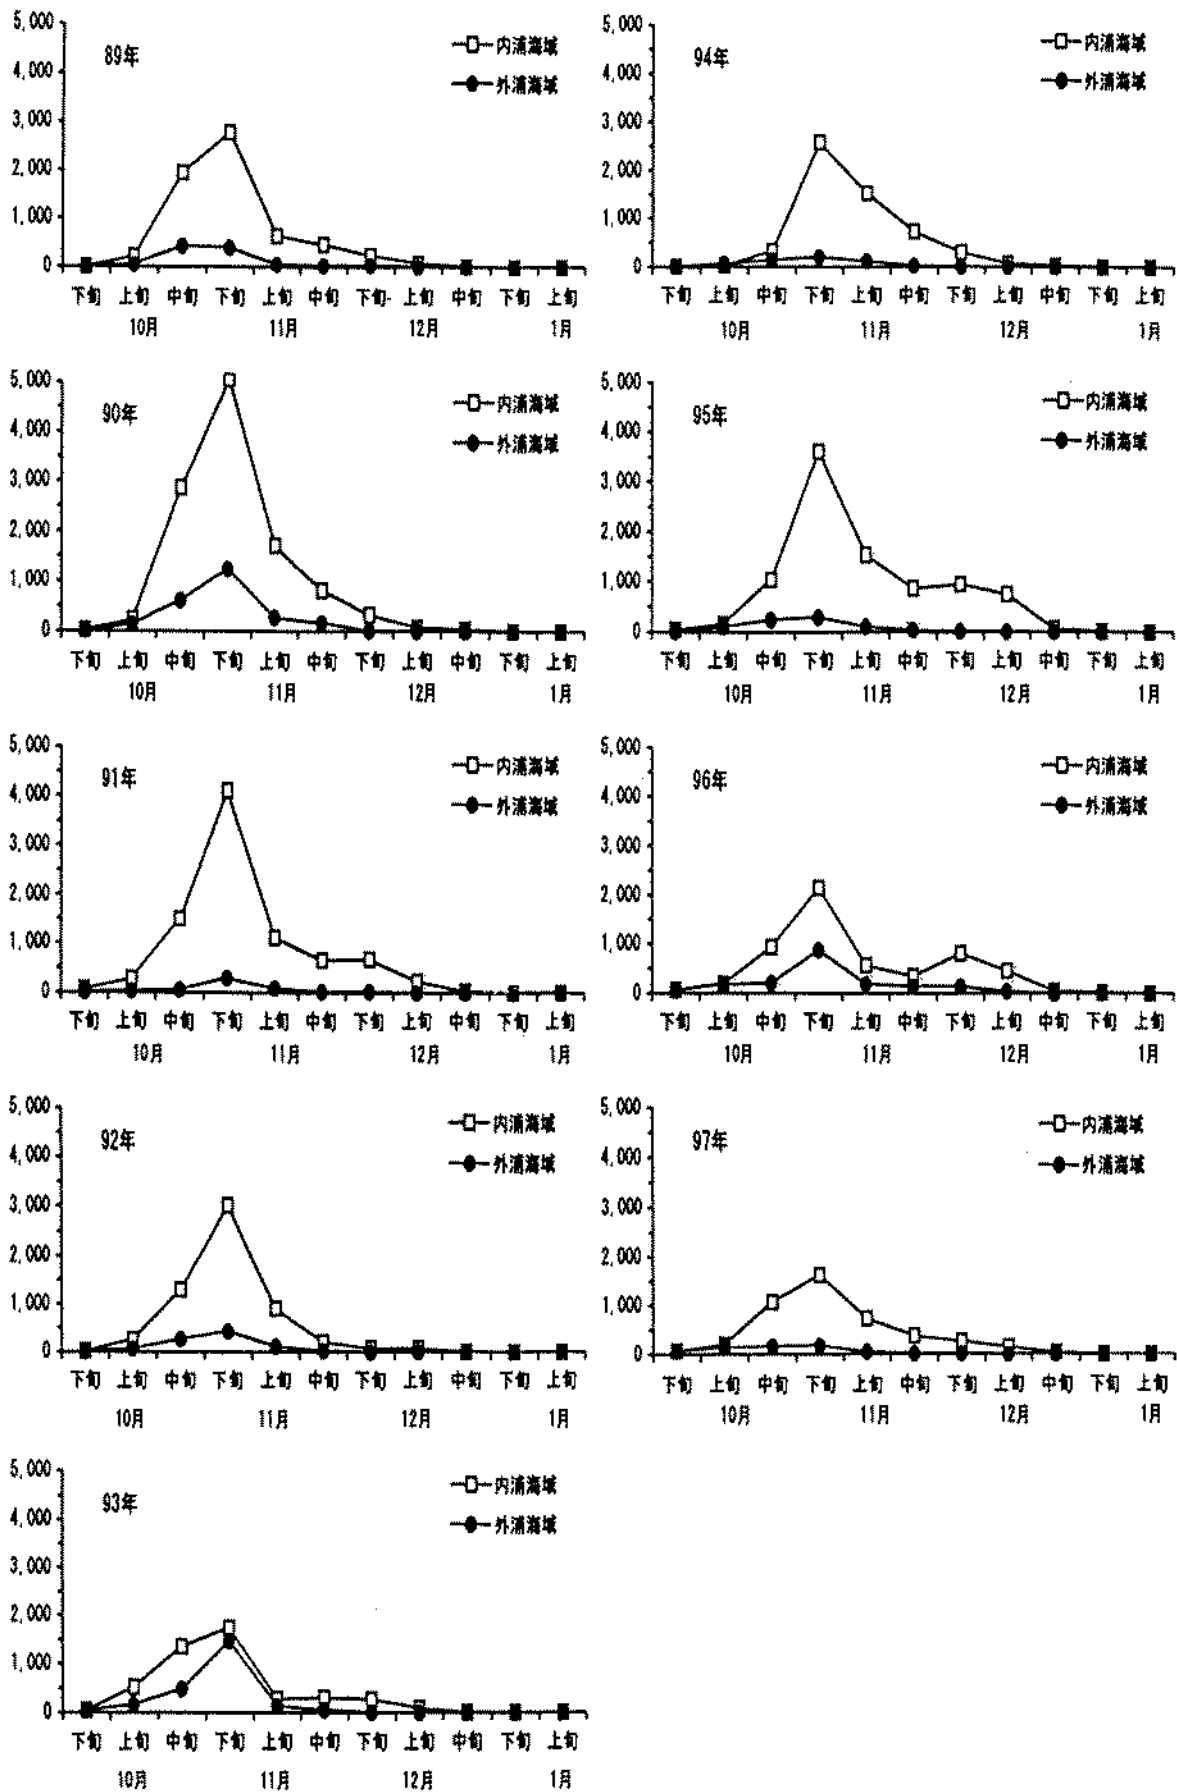 5,000
4,000
3,000
2,000
1,000
0
89年
内浦海域
外浦海域
下旬 上旬 中旬 下旬 上旬 中旬 下旬 上旬 中旬 下旬 上旬
10月 11月 12月 1月
5,000
4,000
3,000
2,000
1,000
0
94年
内浦海域
外浦海域
下旬 上旬 中旬 下旬 上旬 中旬 下旬 上旬 中旬 下旬 上旬
10月 11月 12月 1月
5,000
4,000
3,000
2,000
1,000
0
90年
内浦海域
外浦海域
下旬 上旬 中旬 下旬 上旬 中旬 下旬 上旬 中旬 下旬 上旬
10月 11月 12月 1月
5,000
4,000
3,000
2,000
1,000
0
95年
内浦海域
外浦海域
下旬 上旬 中旬 下旬 上旬 中旬 下旬 上旬 中旬 下旬 上旬
10月 11月 12月 1月
5,000
4,000
3,000
2,000
1,000
0
91年
内浦海域
外浦海域
下旬 上旬 中旬 下旬 上旬 中旬 下旬 上旬 中旬 下旬 上旬
10月 11月 12月 1月
5,000
4,000
3,000
2,000
1,000
0
96年
内浦海域
外浦海域
下旬 上旬 中旬 下旬 上旬 中旬 下旬 上旬 中旬 下旬 上旬
10月 11月 12月 1月
5,000
4,000
3,000
2,000
1,000
0
92年
内浦海域
外浦海域
下旬 上旬 中旬 下旬 上旬 中旬 下旬 上旬 中旬 下旬 上旬
10月 11月 12月 1月
5,000
4,000
3,000
2,000
1,000
0
97年
内浦海域
外浦海域
下旬 上旬 中旬 下旬 上旬 中旬 下旬 上旬 中旬 下旬 上旬
10月 11月 12月 1月
5,000
4,000
3,000
2,000
1,000
0
93年
内浦海域
外浦海域
下旬 上旬 中旬 下旬 上旬 中旬 下旬 上旬 中旬 下旬 上旬
10月 11月 12月 1月